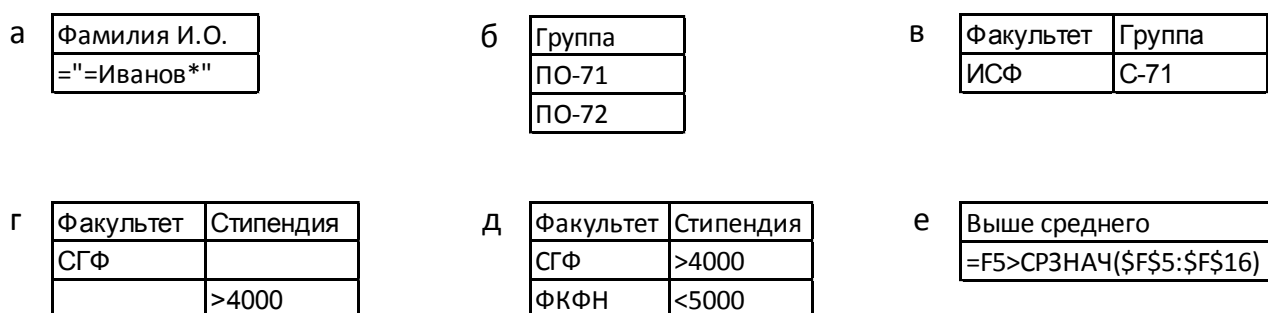 а Фамилия И.О. б Группа в Факультет Группа
="=Иванов*" ПО-71 ИСФ С-71
ПО-72
г Факультет Стипендия д Факультет Стипендия е Выше среднего
СГФ СГФ >4000 =F5>СРЗНАЧ($F$5:$F$16)
>4000 ФКФН <5000